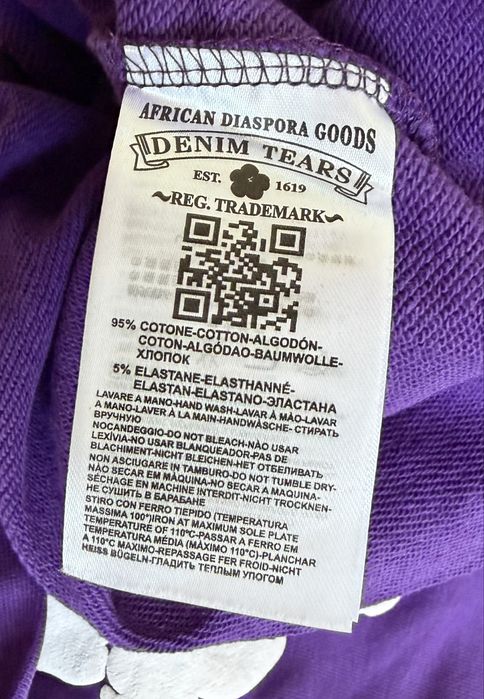 AFRICAN DIASPORA GOODS
DENIM TEARS
EST. 1619
~REG. TRADEMARK~
95% COTONE-COTTON-ALGODÓN-
COTON-ALGÓDAO-BAUMWOLLE-
ХЛОПОК
5% ELASTANE-ELASTHANNÉ-
ELASTAN-ELASTANO-ЭЛАСТАНА
LAVARE A MANO-HAND WASH-LAVAR À MÃO-LAVAR
A MANO-LAVER À LA MAIN-HANDWÄSCHE- СТИРАТЬ
ВРУЧНУЮ
NOCANDEGGIO-DO NOT BLEACH-NÃO USAR
LEXÍVIA-NO USAR BLANQUEADOR-PAS DE
BLACHIMENT-NICHT BLEICHEN-НЕТ ОТБЕЛИВАТЬ
NON ASCIUGARE IN TAMBURO-DO NOT TUMBLE DRY-
NÃO SECAR EM MÁQUINA-NO SECAR A MAQUINA-
SÉCHAGE EN MACHINE INTERDIT-NICHT TROCKNEN-
НЕ СУШИТЬ В БАРАБАНЕ
STIRO CON FERRO TIEPIDO (TEMPERATURA
MASSIMA 100°)IRON AT MAXIMUM SOLE PLATE
TEMPERATURE OF 110°C-PASSAR A FERRO EM
TEMPERATURA MÉDIA (MÁXIMO 110°C)-PLANCHAR
A 110°C MAXIMO-REPASSAGE FER FROID-NICHT
HEISS BÜGELN-ГЛАДИТЬ ТЕПЛЫМ УПОГОМ